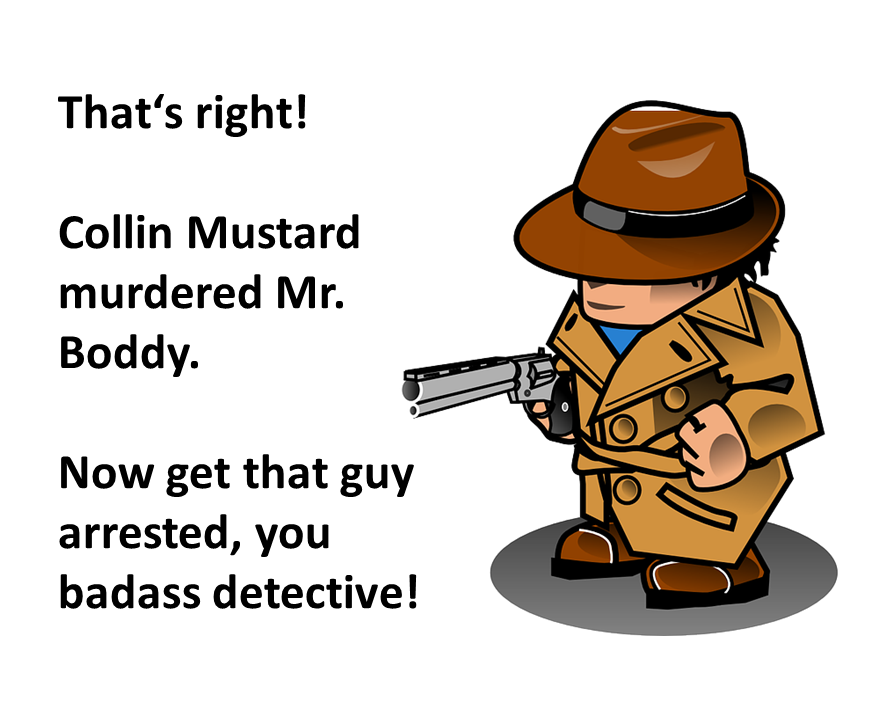 That‘s right!
Collin Mustard
murdered Mr.
Boddy.
Now get that guy
arrested, you
badass detective!